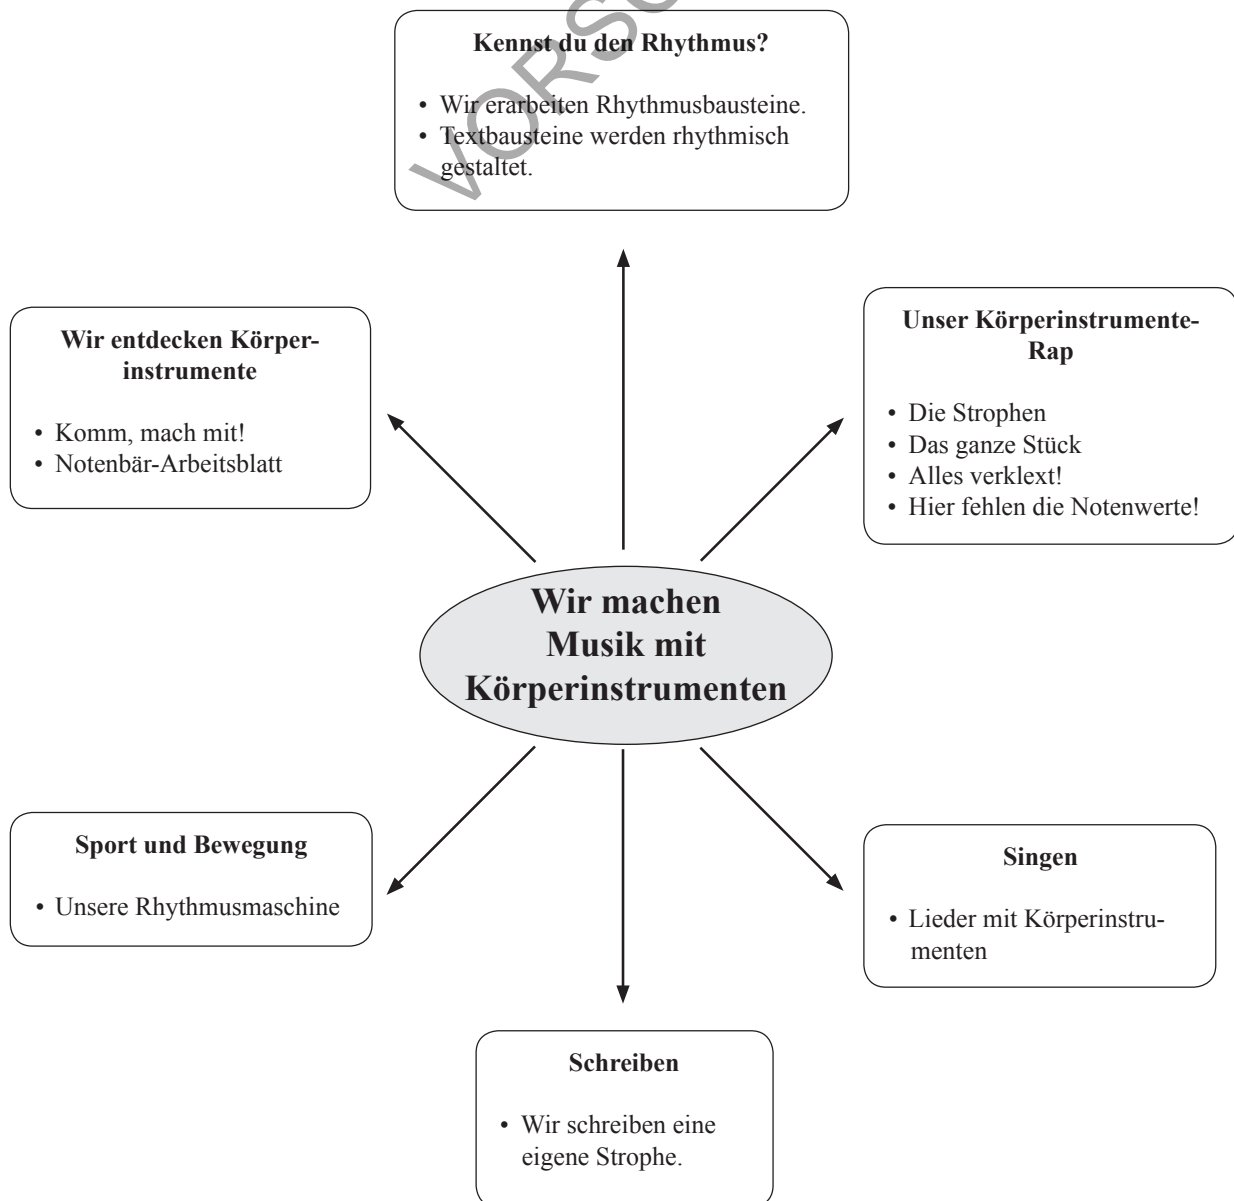 VORSC
Kennst du den Rhythmus?
• Wir erarbeiten Rhythmusbausteine.
• Textbausteine werden rhythmisch
gestaltet.
Wir entdecken Körper-
instrumente
• Komm, mach mit!
• Notenbär-Arbeitsblatt
Unser Körperinstrumente-
Rap
• Die Strophen
• Das ganze Stück
• Alles verklext!
• Hier fehlen die Notenwerte!
Wir machen
Musik mit
Körperinstrumenten
Sport und Bewegung
• Unsere Rhythmusmaschine
Singen
• Lieder mit Körperinstru-
menten
Schreiben
• Wir schreiben eine
eigene Strophe.